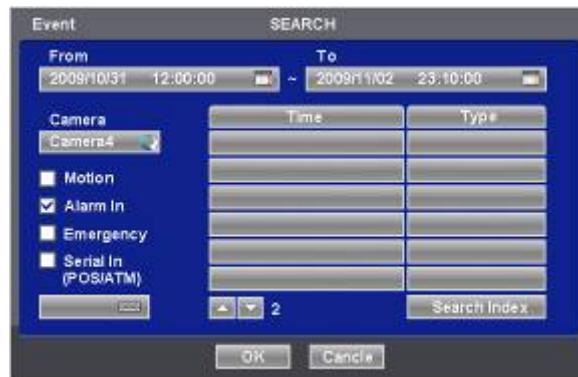 Event SEARCH
From To
2009/10/31 12:00:00 ~ 2009/11/02 23:10:00
Camera Time Type
Camera4
Motion
Alarm In
Emergency
Serial In
(POS/ATM)
2 Search Index
OK Cancle